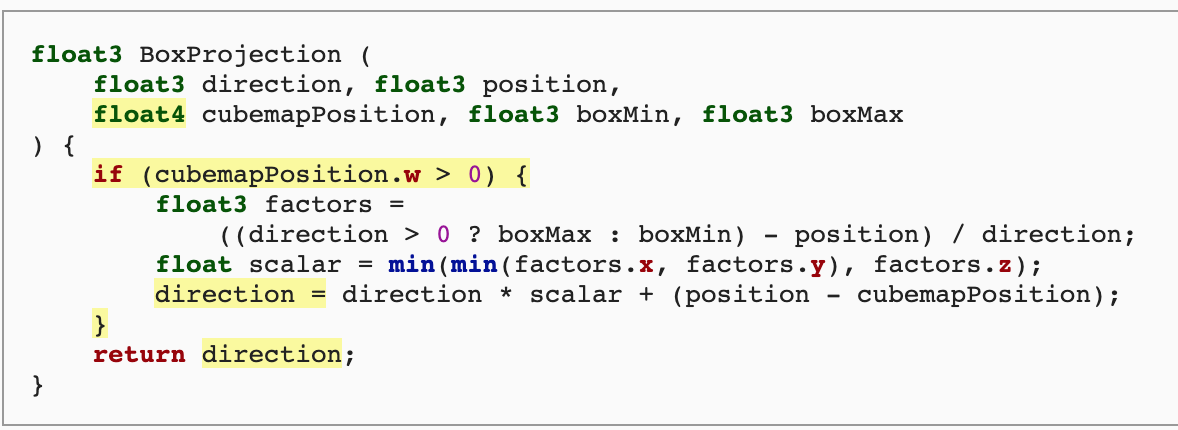 float3 BoxProjection (
    float3 direction, float3 position,
    float4 cubemapPosition, float3 boxMin, float3 boxMax
) {
    if (cubemapPosition.w > 0) {
        float3 factors =
            ((direction > 0 ? boxMax : boxMin) - position) / direction;
        float scalar = min(min(factors.x, factors.y), factors.z);
        direction = direction * scalar + (position - cubemapPosition);
    }
    return direction;
}